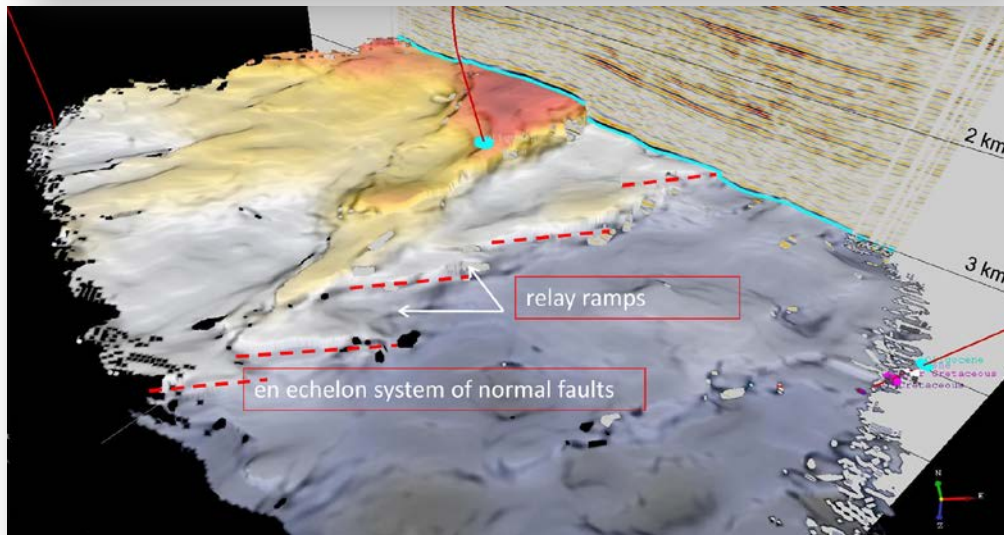 2 km
3 km
relay ramps
en echelon system of normal faults
N
E
S